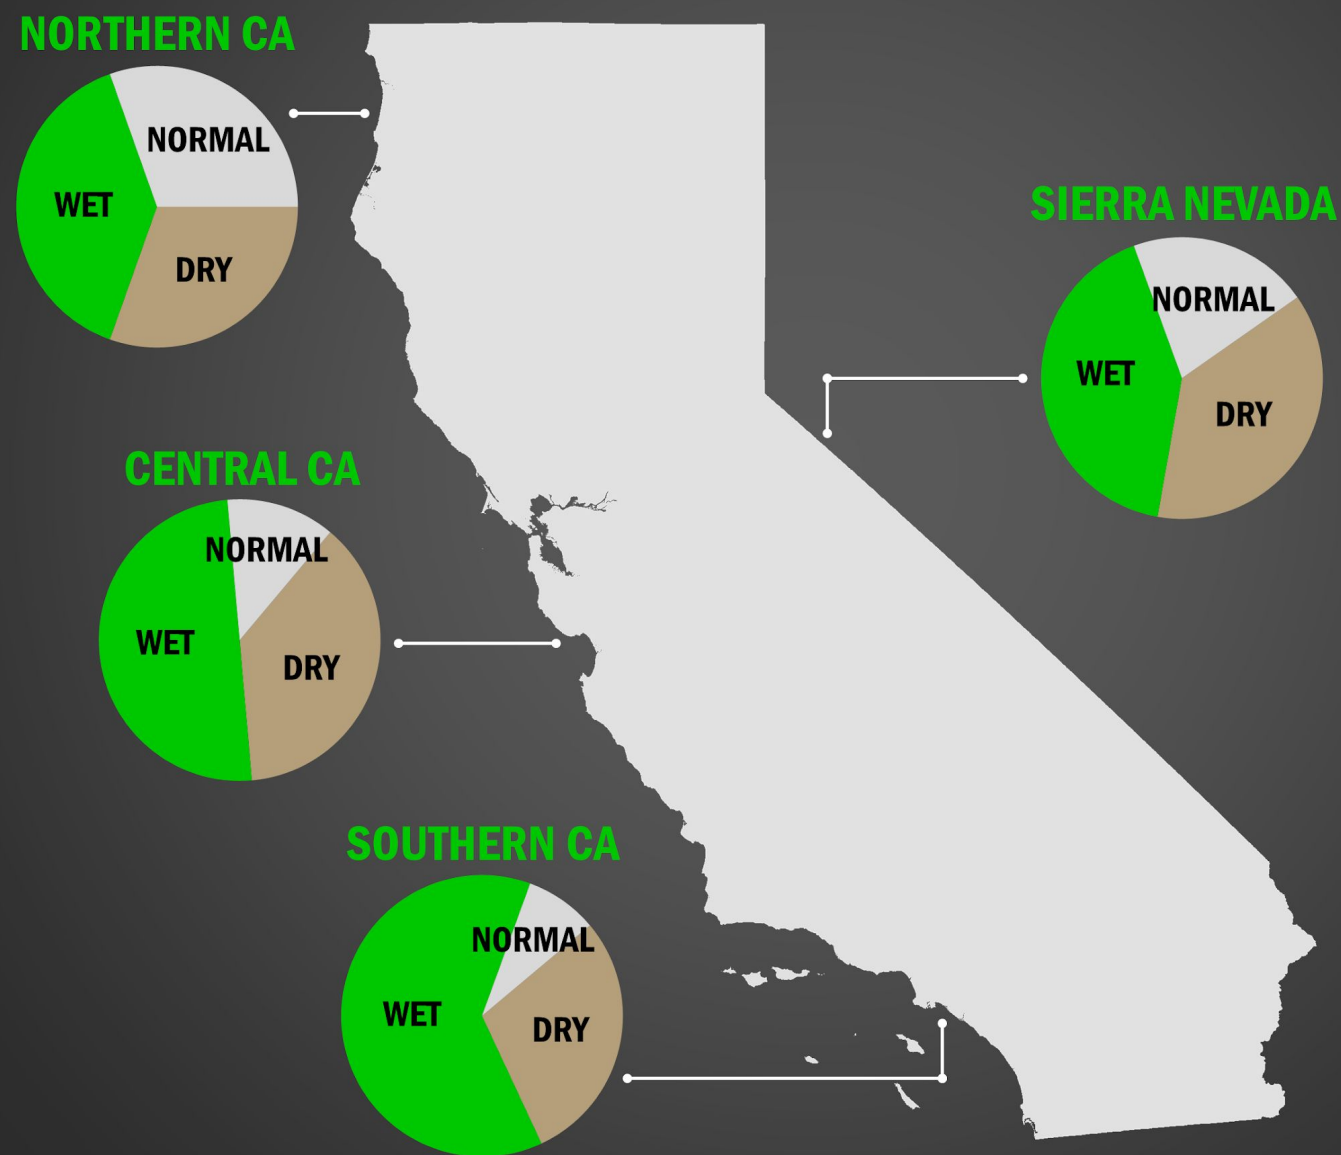 NORTHERN CA
NORMAL
WET
DRY
SIERRA NEVADA
NORMAL
WET
DRY
CENTRAL CA
NORMAL
WET
DRY
SOUTHERN CA
NORMAL
WET
DRY